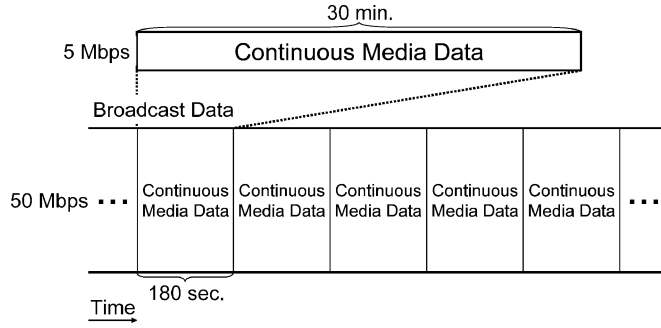 30 min.
5 Mbps
Continuous Media Data
Broadcast Data
50 Mbps
...
Continuous
Media Data
Continuous
Media Data
Continuous
Media Data
Continuous
Media Data
Continuous
Media Data
...
180 sec.
Time